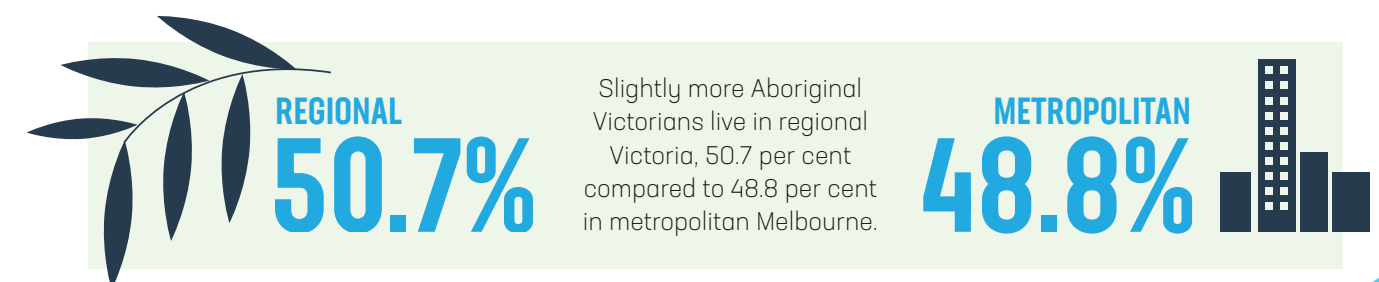 REGIONAL
50.7%
Slightly more Aboriginal
Victorians live in regional
Victoria, 50.7 per cent
compared to 48.8 per cent
in metropolitan Melbourne.
METROPOLITAN
48.8%